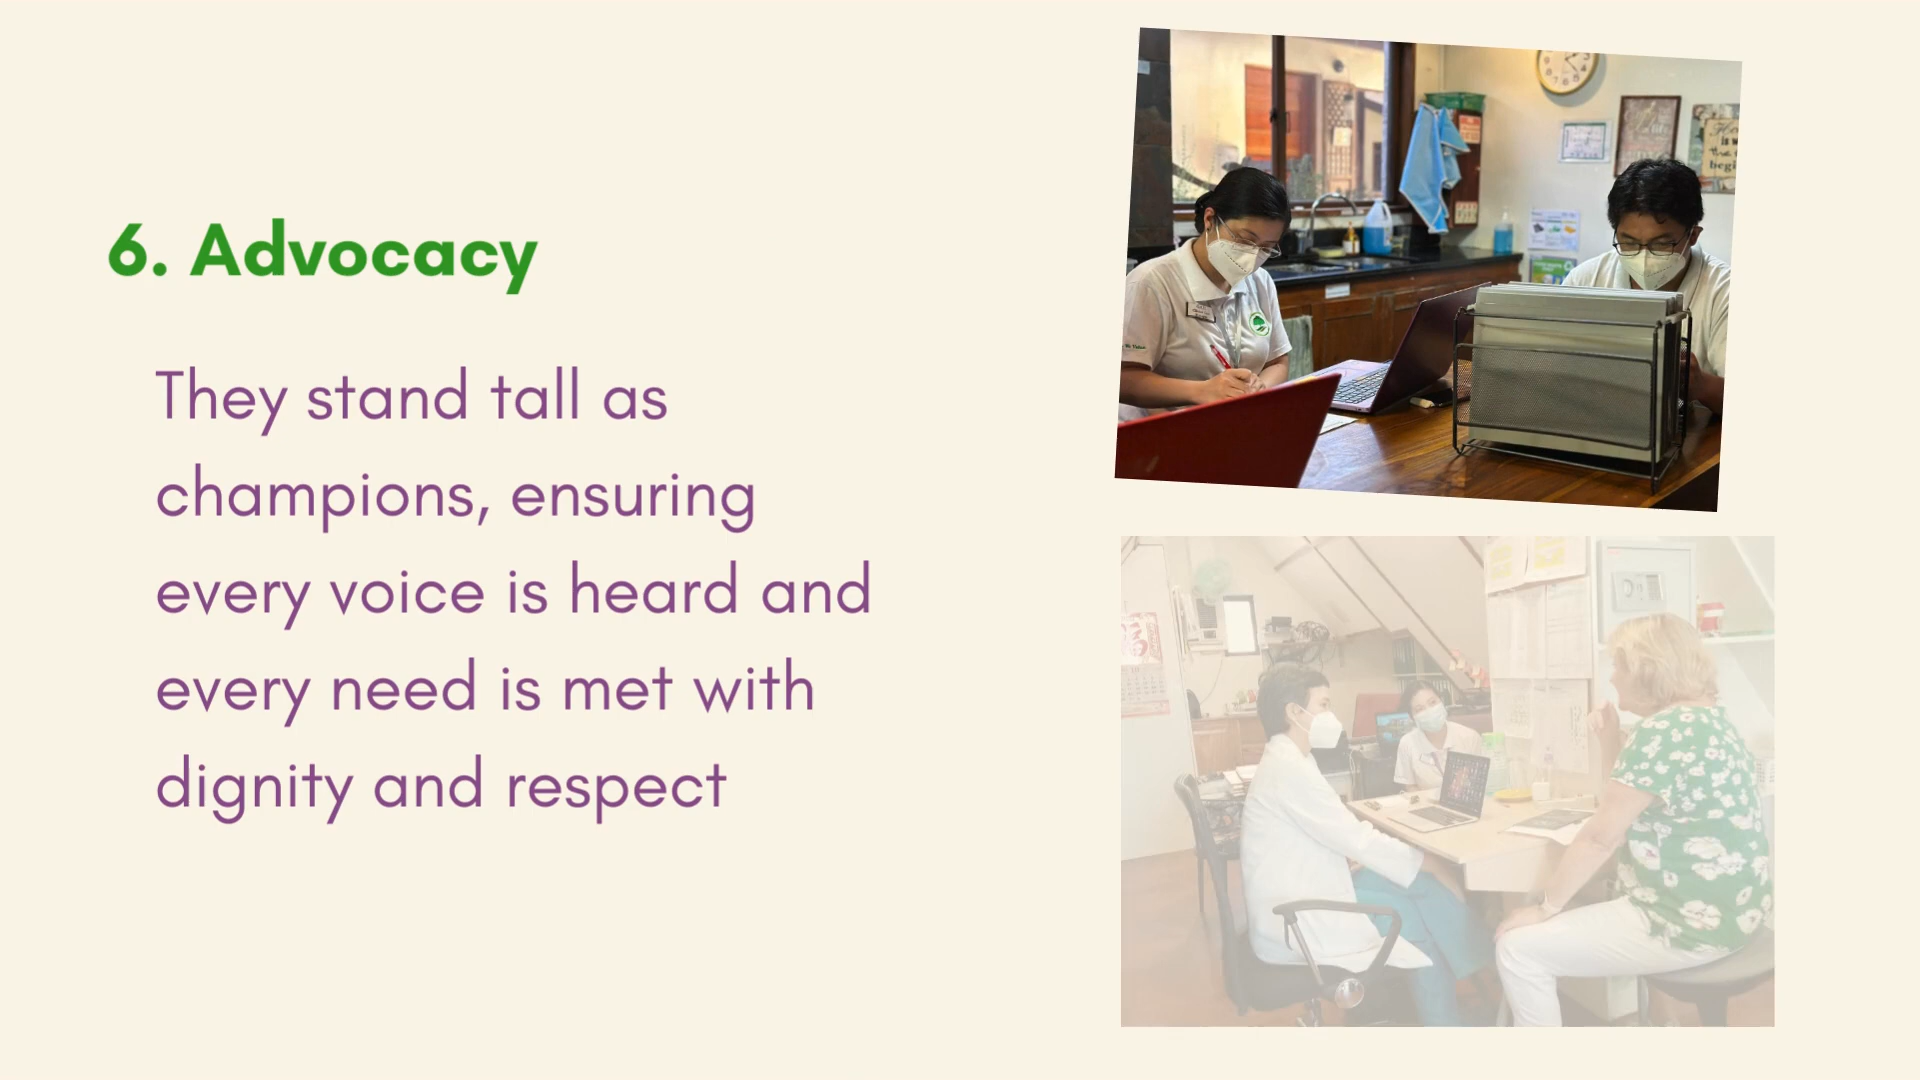 6. Advocacy
They stand tall as
champions, ensuring
every voice is heard and
every need is met with
dignity and respect